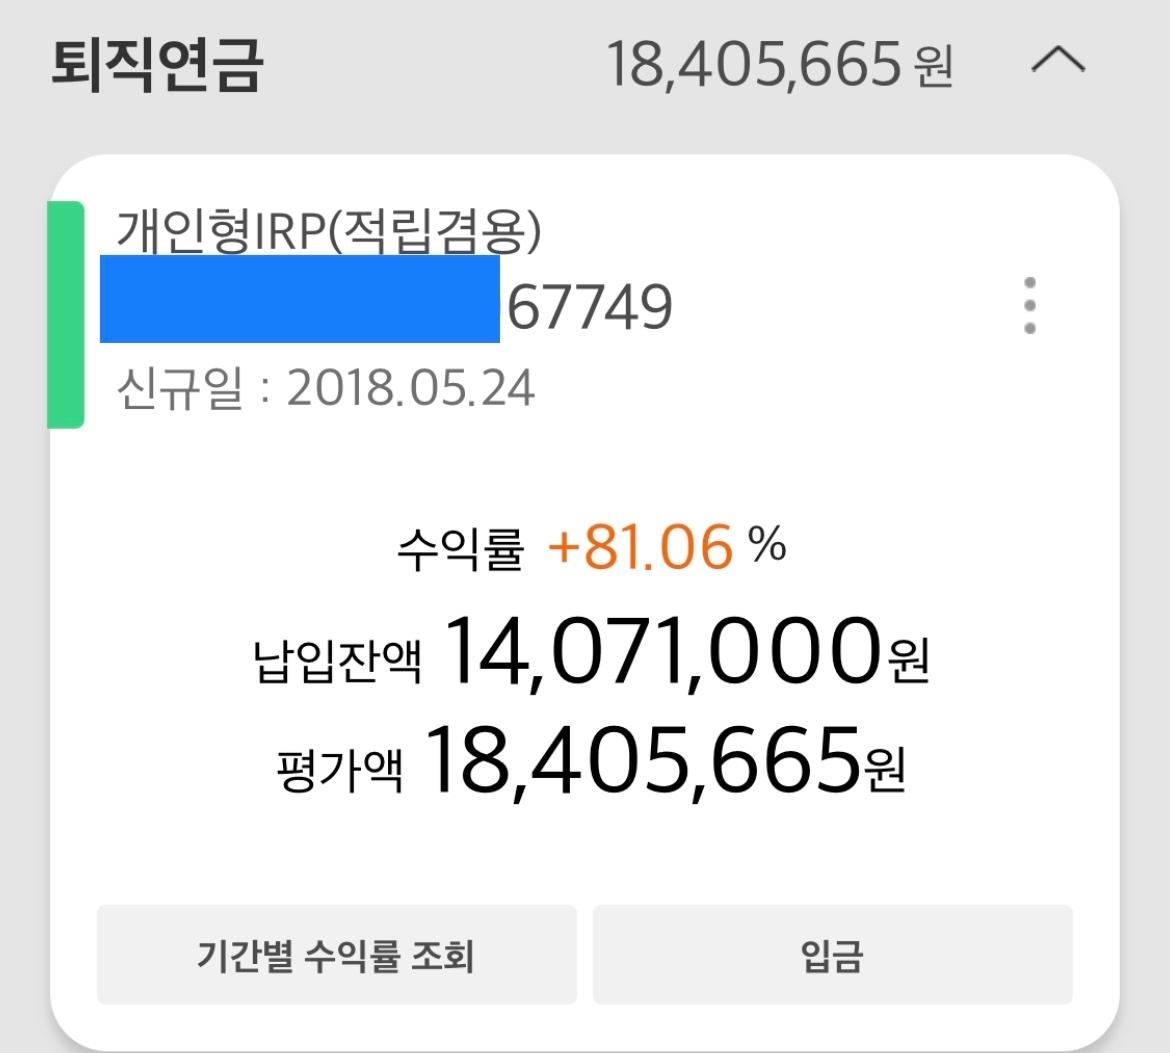 퇴직연금 18,405,665 원
개인형IRP(적립겸용)
67749
신규일 : 2018.05.24
수익률 +81.06 %
납입잔액 14,071,000원
평가액 18,405,665원
기간별 수익률 조회 입금